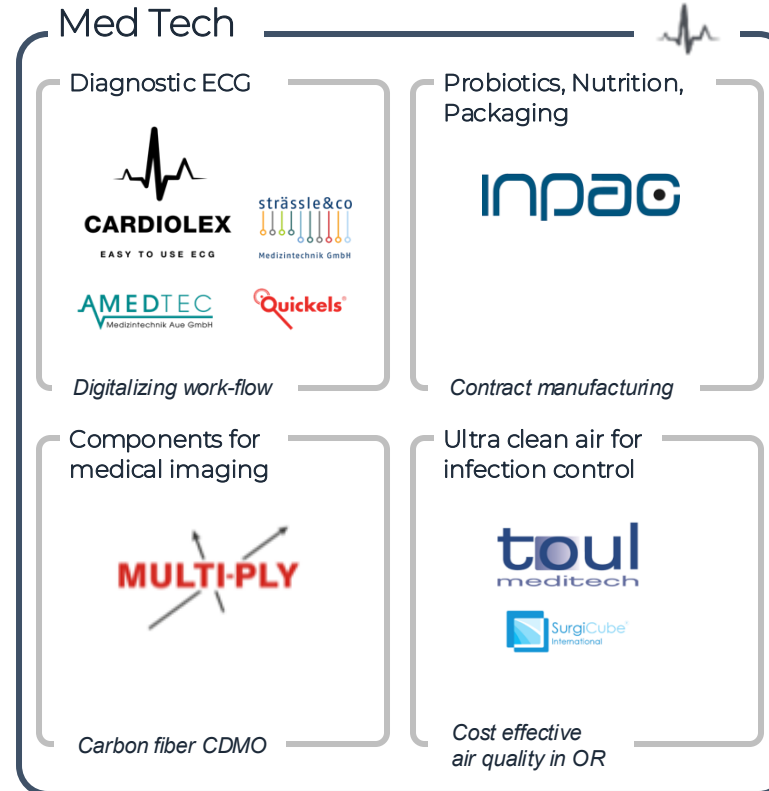 Med Tech
Diagnostic ECG
CARDIOLEX
EASY TO USE ECG
strässle&co
Medizintechnik GmbH
AMEDTEC
Medizintechnik Aue GmbH
Quickels®
Digitalizing work-flow
Probiotics, Nutrition,
Packaging
inpac
Contract manufacturing
Components for
medical imaging
MULTI-PLY
Carbon fiber CDMO
Ultra clean air for
infection control
toul
meditech
SurgiCube®
International
Cost effective
air quality in OR